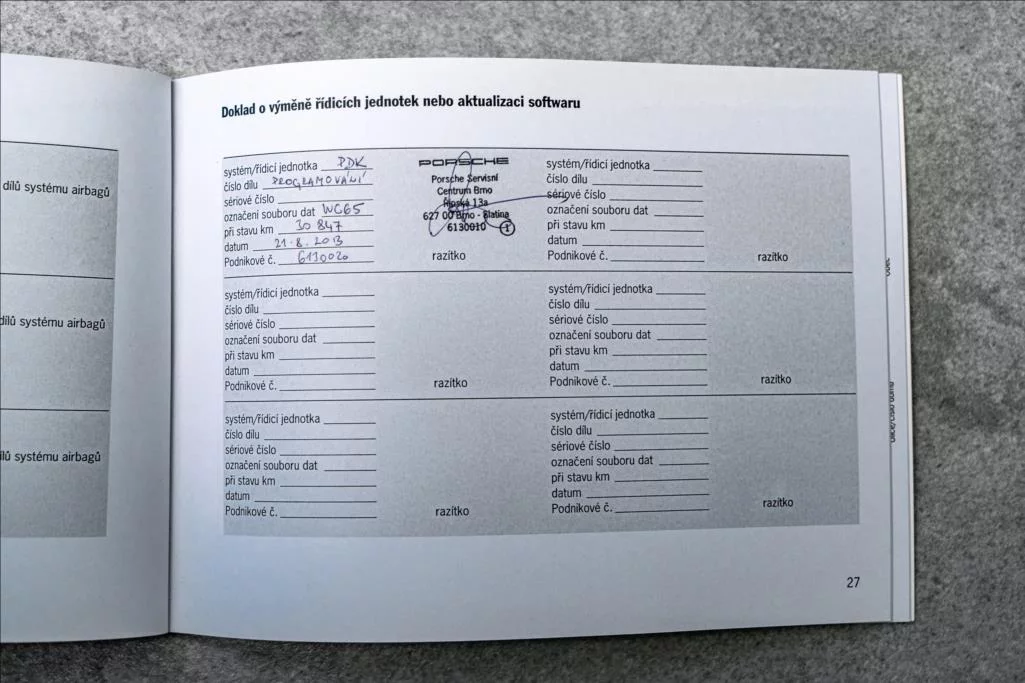 dílů systému airbagů
dílů systému airbagů
dílů systému airbagů
Doklad o výměně řídicích jednotek nebo aktualizaci softwaru
systém/řídicí jednotka PDK
číslo dílu PROGRAMOVÁNÍ
sériové číslo
označení souboru dat WC65
při stavu km 30 847
datum 21.8.2013
Podnikové č. 6130020
PORSCHE
Porsche Servisní
Centrum Brno
Řipská 13a
627 00 Brno - Slatina
6130010 1
razítko
systém/řídicí jednotka
číslo dílu
sériové číslo
označení souboru dat
při stavu km
datum
Podnikové č.
razítko
systém/řídicí jednotka
číslo dílu
sériové číslo
označení souboru dat
při stavu km
datum
Podnikové č.
razítko
systém/řídicí jednotka
číslo dílu
sériové číslo
označení souboru dat
při stavu km
datum
Podnikové č.
razítko
systém/řídicí jednotka
číslo dílu
sériové číslo
označení souboru dat
při stavu km
datum
Podnikové č.
razítko
systém/řídicí jednotka
číslo dílu
sériové číslo
označení souboru dat
při stavu km
datum
Podnikové č.
razítko
27